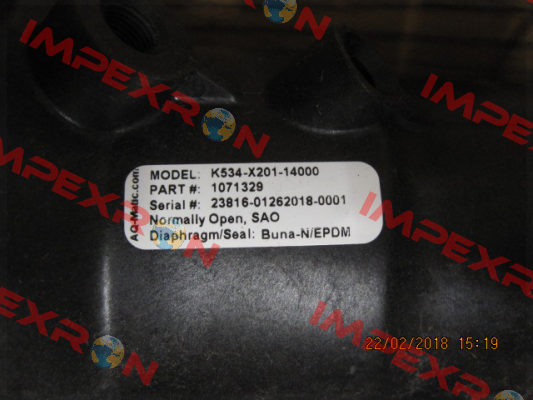 IMPEXRON
IMPEXRON
AQ-Matic.com
MODEL: K534-X201-14000
PART #: 1071329
Serial #: 23816-01262018-0001
Normally Open, SAO
Diaphragm/Seal: Buna-N/EPDM
IMPEXRON
IMPEXRON
22/02/2018 15:19
IMPEXRON